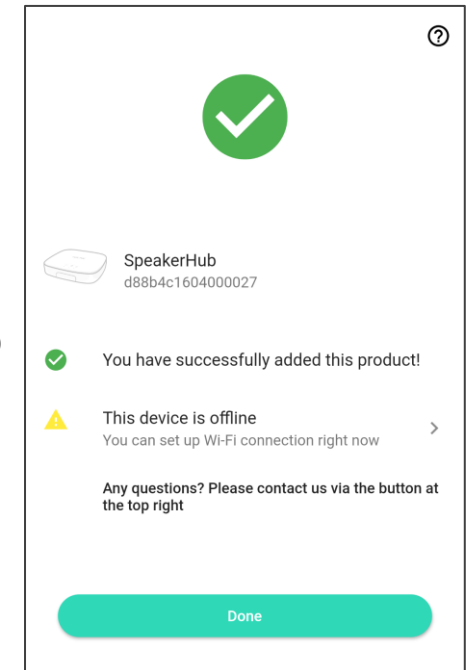 SpeakerHub
d88b4c1604000027
You have successfully added this product!
This device is offline
You can set up Wi-Fi connection right now
Any questions? Please contact us via the button at
the top right
Done